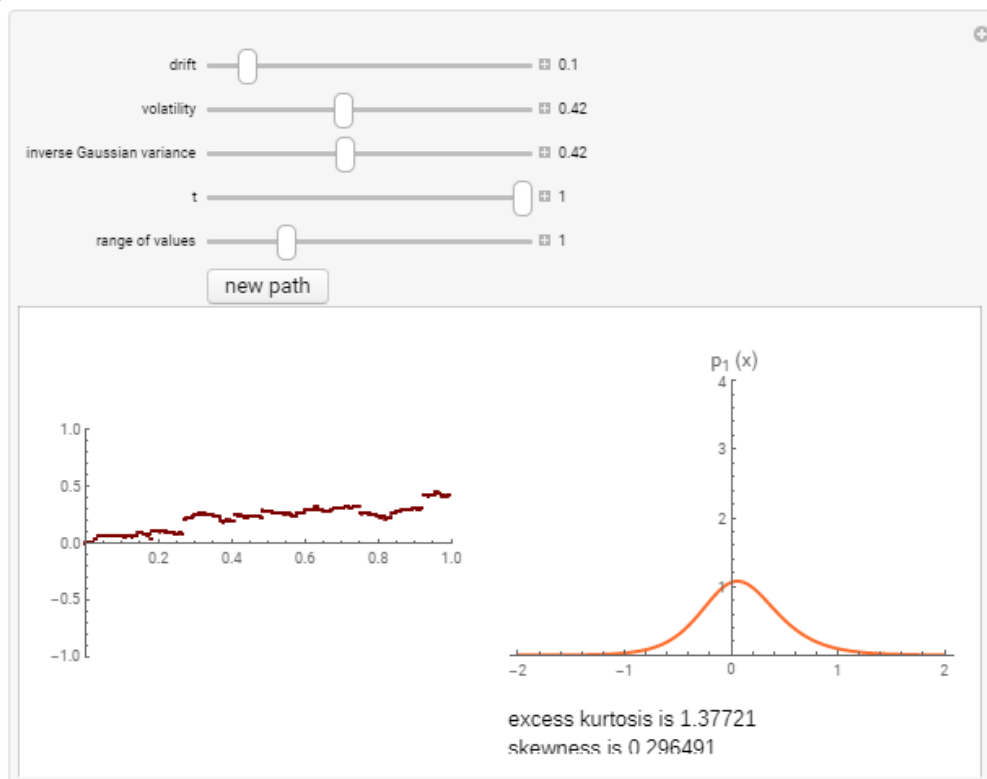 drift 0.1
volatility 0.42
inverse Gaussian variance 0.42
t 1
range of values 1
new path
1.0
0.5
0.0
−0.5
−1.0
0.2 0.4 0.6 0.8 1.0
p₁ (x)
4
3
2
1
−2 −1 0 1 2
excess kurtosis is 1.37721
skewness is 0.296491